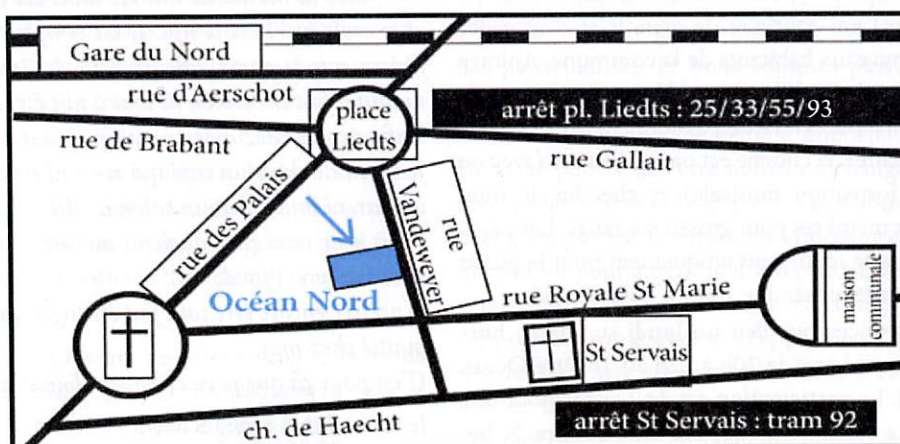 Gare du Nord
rue d'Aerschot
place
Liedts
arrêt pl. Liedts : 25/33/55/93
rue de Brabant
rue Gallait
rue des Palais
rue
Vandeweyer
Océan Nord
rue Royale St Marie
maison
communale
St Servais
ch. de Haecht
arrêt St Servais : tram 92